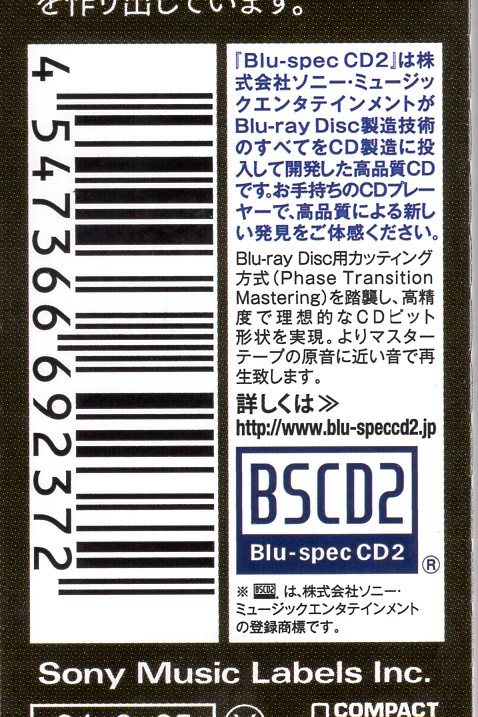 を作り出しています。
4547366692372
『Blu-spec CD2』は株
式会社ソニー・ミュージッ
クエンタテインメントが
Blu-ray Disc製造技術
のすべてをCD製造に投
入して開発した高品質CD
です。お手持ちのCDプレー
ヤーで、高品質による新し
い発見をご体感ください。
Blu-ray Disc用カッティング
方式(Phase Transition
Mastering)を踏襲し、高精
度で理想的なCDピット
形状を実現。よりマスター
テープの原音に近い音で再
生致します。
詳しくは≫
http://www.blu-speccd2.jp
BSCD2
Blu-spec CD2
®
※ BSCD2 は、株式会社ソニー・
ミュージックエンタテインメント
の登録商標です。
Sony Music Labels Inc.
COMPACT